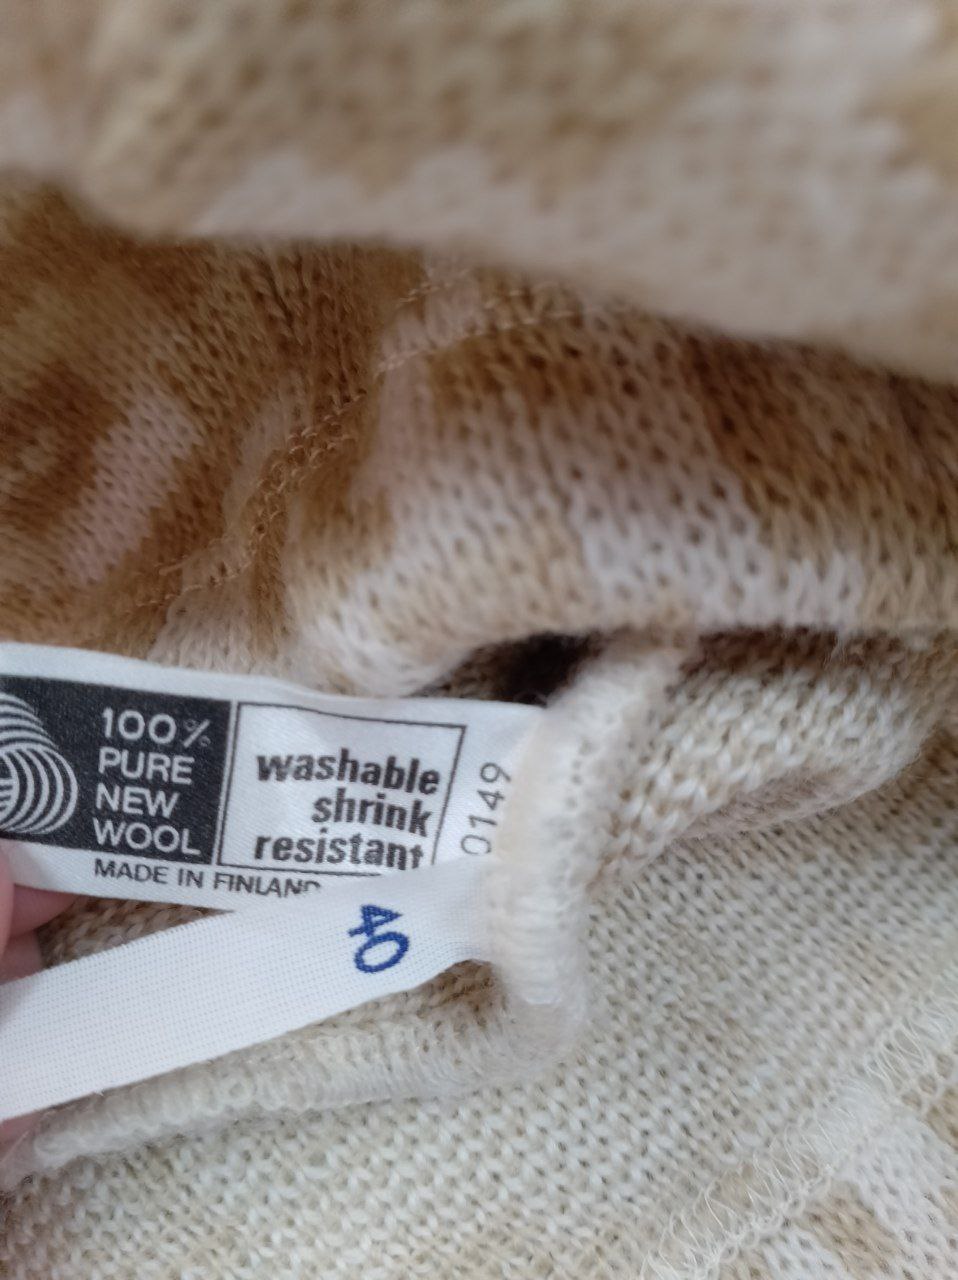 100%
PURE
NEW
WOOL
washable
shrink
resistant
0149
MADE IN FINLAND
40